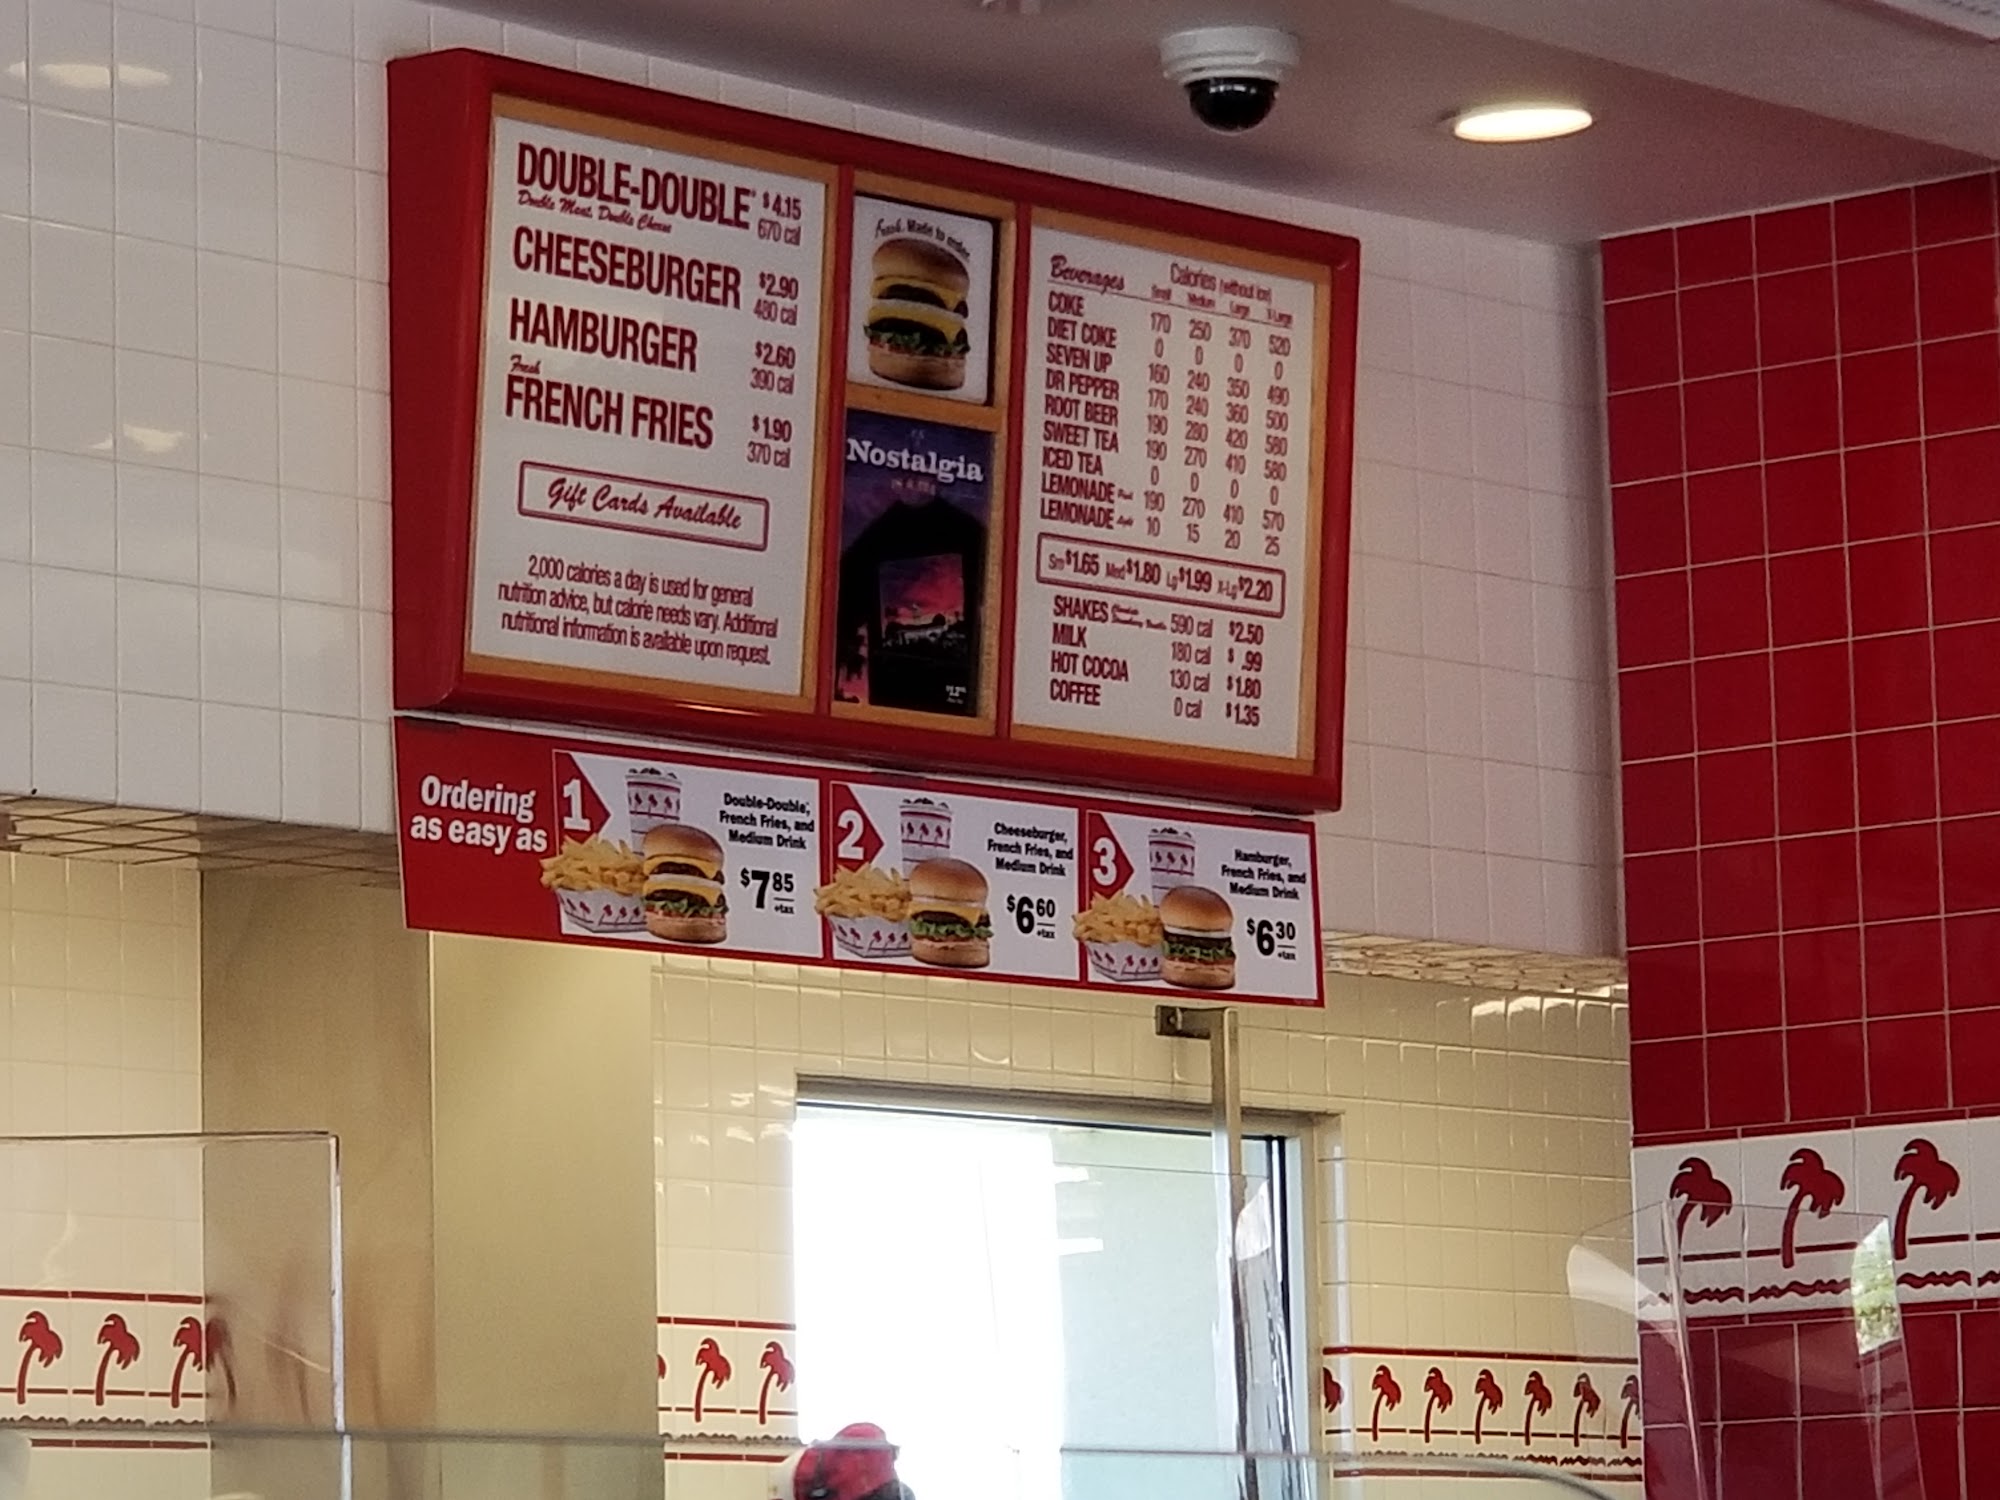 DOUBLE-DOUBLE® $4.15
Double Meat, Double Cheese 670 cal
CHEESEBURGER $2.90
480 cal
HAMBURGER $2.60
390 cal
Fresh
FRENCH FRIES $1.90
370 cal
Gift Cards Available
2,000 calories a day is used for general
nutrition advice, but calorie needs vary. Additional
nutritional information is available upon request.
Fresh. Made to order.
Nostalgia
Beverages Calories (without ice)
Small Medium Large X-Large
COKE 170 250 370 520
DIET COKE 0 0 0 0
SEVEN UP 160 240 350 490
DR PEPPER 170 240 360 500
ROOT BEER 190 280 420 580
SWEET TEA 190 270 410 580
ICED TEA 0 0 0 0
LEMONADE Pink 190 270 410 570
LEMONADE Light 10 15 20 25
Sm $1.65 Med $1.80 Lg $1.99 X-Lg $2.20
SHAKES Chocolate Strawberry Vanilla 590 cal $2.50
MILK 180 cal $ .99
HOT COCOA 130 cal $1.80
COFFEE 0 cal $1.35
Ordering
as easy as
1
Double-Double®,
French Fries, and
Medium Drink
$7 85
+tax
2
Cheeseburger,
French Fries, and
Medium Drink
$6 60
+tax
3
Hamburger,
French Fries, and
Medium Drink
$6 30
+tax